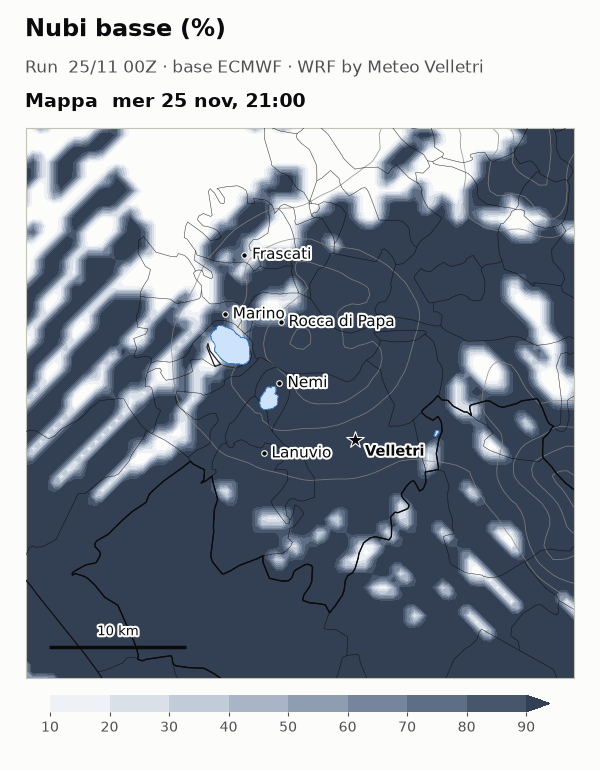 Nubi basse (%)
Run 25/11 00Z · base ECMWF · WRF by Meteo Velletri
Mappa mer 25 nov, 21:00
Frascati
Marino
Rocca di Papa
Nemi
Velletri
Lanuvio
10 km
10 20 30 40 50 60 70 80 90